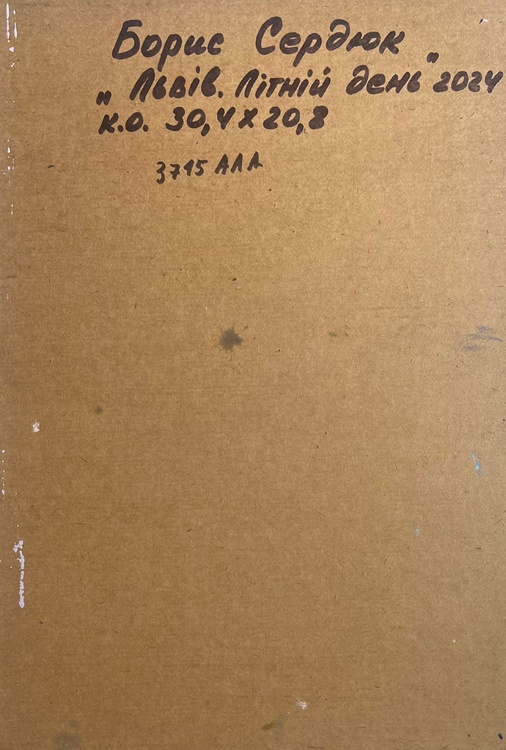 Борис Сердюк
„Львів. Літній день" 2024
к.о. 30,4 х 20,8
3715 АЛА